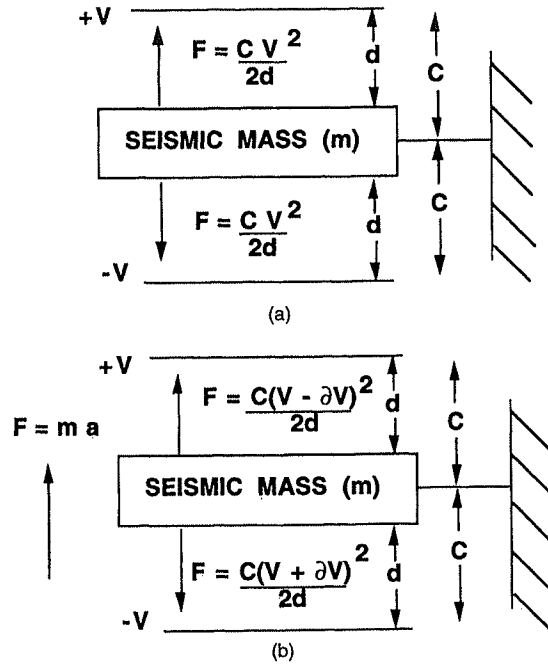 +V
F = C V²
2d
d
C
SEISMIC MASS (m)
F = C V²
2d
d
C
-V
(a)
+V
F = m a
F = C(V - ∂V)²
2d
d
C
SEISMIC MASS (m)
F = C(V + ∂V)²
2d
d
C
-V
(b)